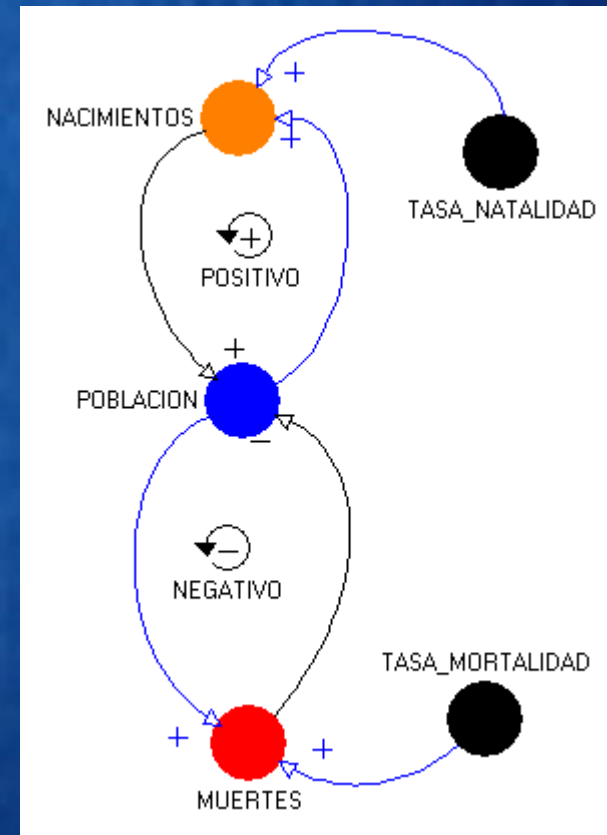 +
NACIMIENTOS
+
TASA_NATALIDAD
+
POSITIVO
+
POBLACION
−
−
NEGATIVO
TASA_MORTALIDAD
+
+
MUERTES